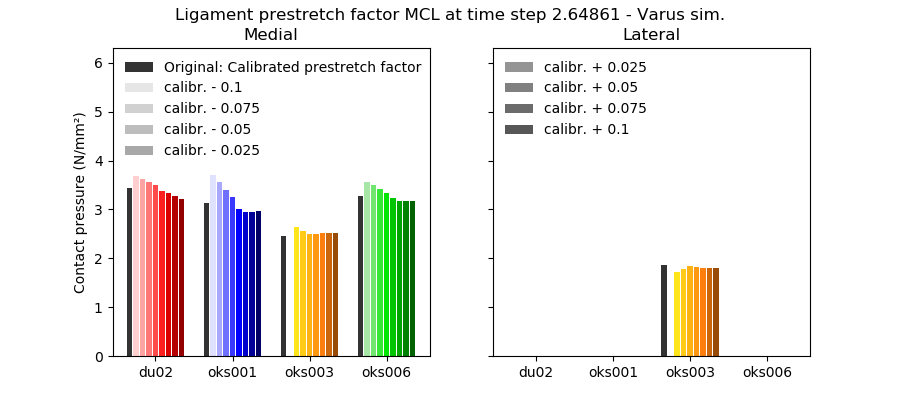 Ligament prestretch factor MCL at time step 2.64861 - Varus sim.
Medial
Lateral
Contact pressure (N/mm²)
6
5
4
3
2
1
0
Original: Calibrated prestretch factor
calibr. - 0.1
calibr. - 0.075
calibr. - 0.05
calibr. - 0.025
du02 oks001 oks003 oks006
calibr. + 0.025
calibr. + 0.05
calibr. + 0.075
calibr. + 0.1
du02 oks001 oks003 oks006